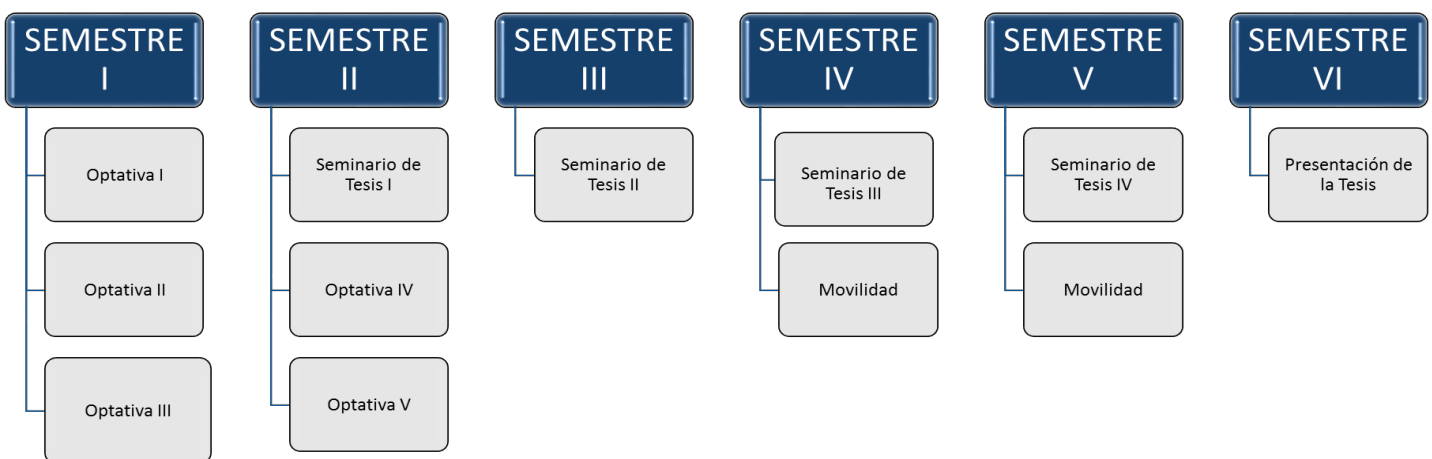 SEMESTRE
I
Optativa I
Optativa II
Optativa III
SEMESTRE
II
Seminario de
Tesis I
Optativa IV
Optativa V
SEMESTRE
III
Seminario de
Tesis II
SEMESTRE
IV
Seminario de
Tesis III
Movilidad
SEMESTRE
V
Seminario de
Tesis IV
Movilidad
SEMESTRE
VI
Presentación de
la Tesis